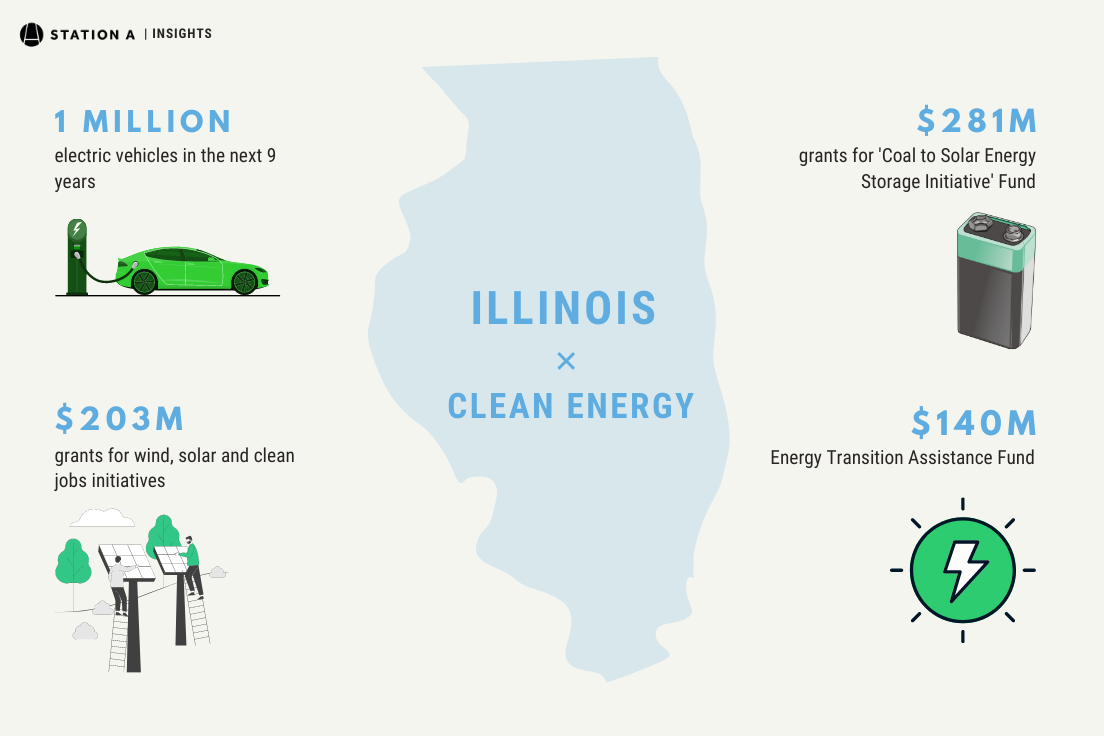 STATION A | INSIGHTS
1 MILLION
electric vehicles in the next 9
years
$281M
grants for 'Coal to Solar Energy
Storage Initiative' Fund
ILLINOIS
×
CLEAN ENERGY
$203M
grants for wind, solar and clean
jobs initiatives
$140M
Energy Transition Assistance Fund